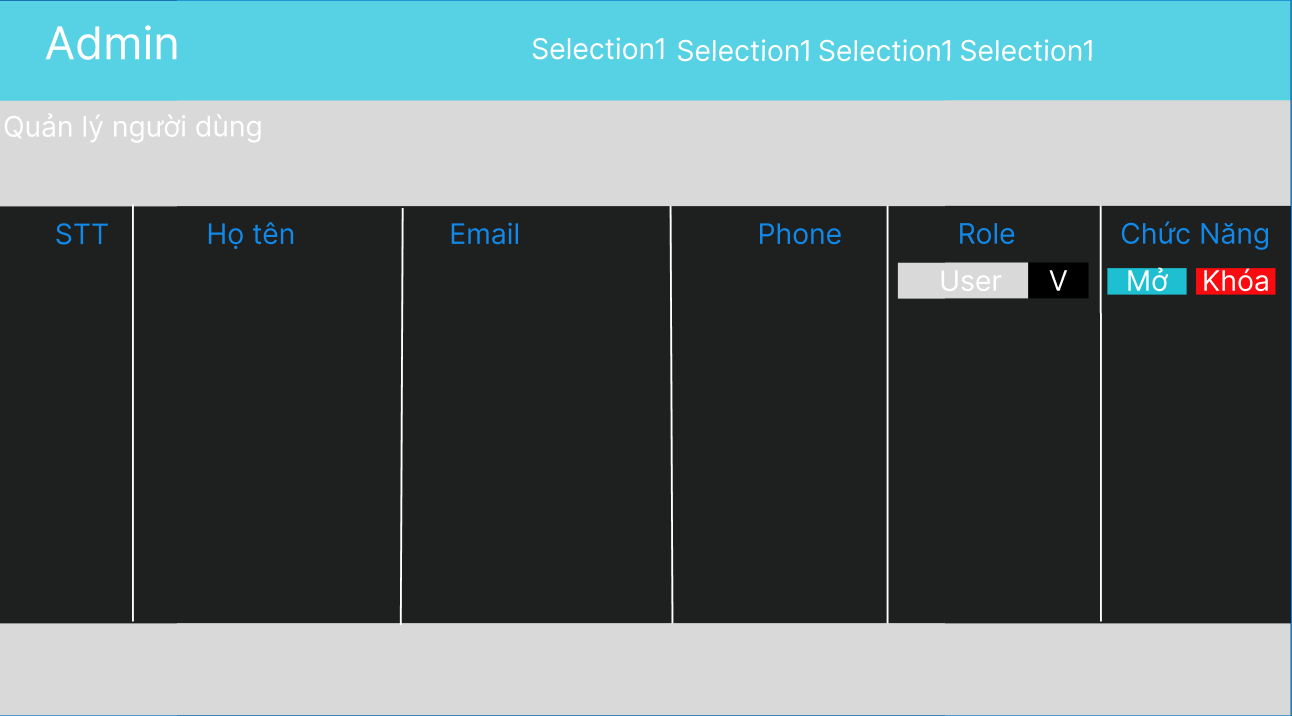 Admin
Selection1 Selection1 Selection1 Selection1
Quản lý người dùng
STT Họ tên Email Phone Role Chức Năng
User V Mở Khóa